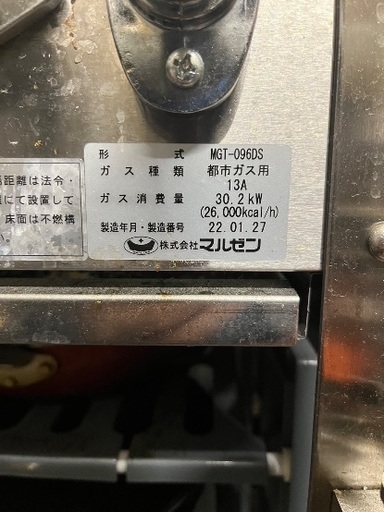 形 式 MGT-096DS
ガス種類 都市ガス用
13A
ガス消費量 30.2kW
(26,000kcal/h)
製造年月・製造番号 22.01.27
株式会社マルゼン
距離は法令・
にて設置して
床面は不燃構